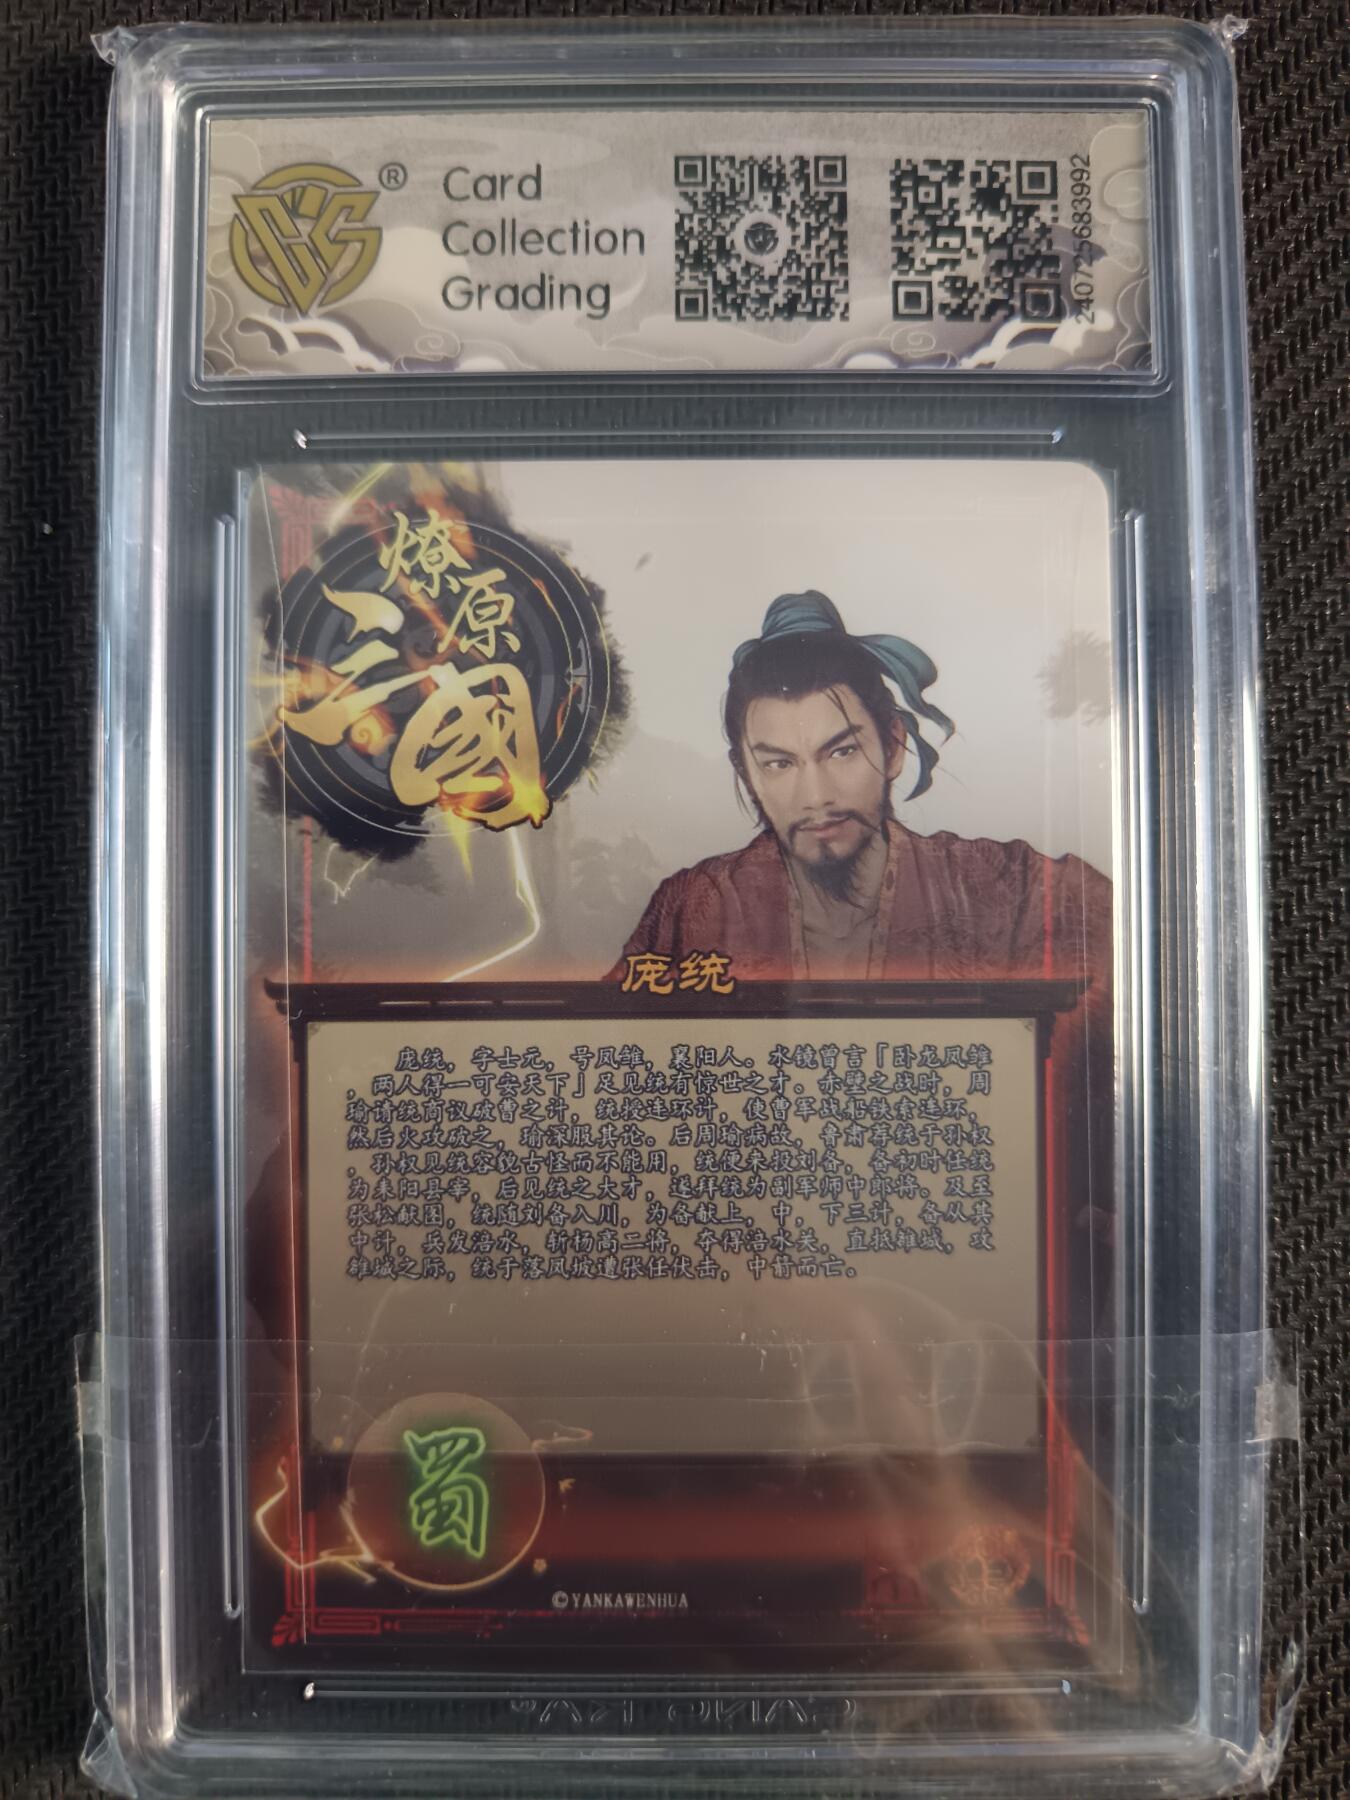 ®
Card
Collection
Grading
240725683992
燎原
三國
庞统
庞统，字士元，号凤雏，襄阳人。水镜曾言「卧龙凤雏
，两人得一可安天下」足见统有惊世之才。赤壁之战时，周
瑜请统商议破曹之计，统授连环计，使曹军战船铁索连环，
然后火攻破之，瑜深服其论。后周瑜病故，鲁肃荐统于孙权
，孙权见统容貌古怪而不能用，统便来投刘备，备初时任统
为耒阳县宰，后见统之大才，遂拜统为副军师中郎将。及至
张松献图，统随刘备入川，为备献上，中，下三计，备从其
中计，兵发涪水，斩杨高二将，夺得涪水关，直抵雒城，攻
雒城之际，统于落凤坡遭张任伏击，中箭而亡。
蜀
©YANKAWENHUA